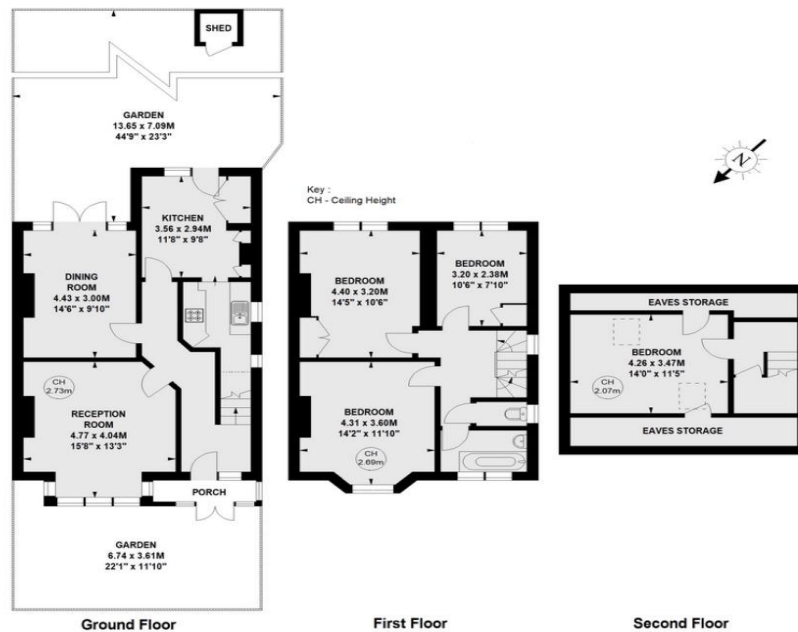 SHED
GARDEN
13.65 x 7.09M
44'9" x 23'3"
KITCHEN
3.56 x 2.94M
11'8" x 9'8"
DINING
ROOM
4.43 x 3.00M
14'6" x 9'10"
CH
2.73m
RECEPTION
ROOM
4.77 x 4.04M
15'8" x 13'3"
PORCH
GARDEN
6.74 x 3.61M
22'1" x 11'10"
Ground Floor
Key :
CH - Ceiling Height
BEDROOM
4.40 x 3.20M
14'5" x 10'6"
BEDROOM
3.20 x 2.38M
10'6" x 7'10"
BEDROOM
4.31 x 3.60M
14'2" x 11'10"
CH
2.69m
First Floor
N
EAVES STORAGE
BEDROOM
4.26 x 3.47M
14'0" x 11'5"
CH
2.07m
EAVES STORAGE
Second Floor